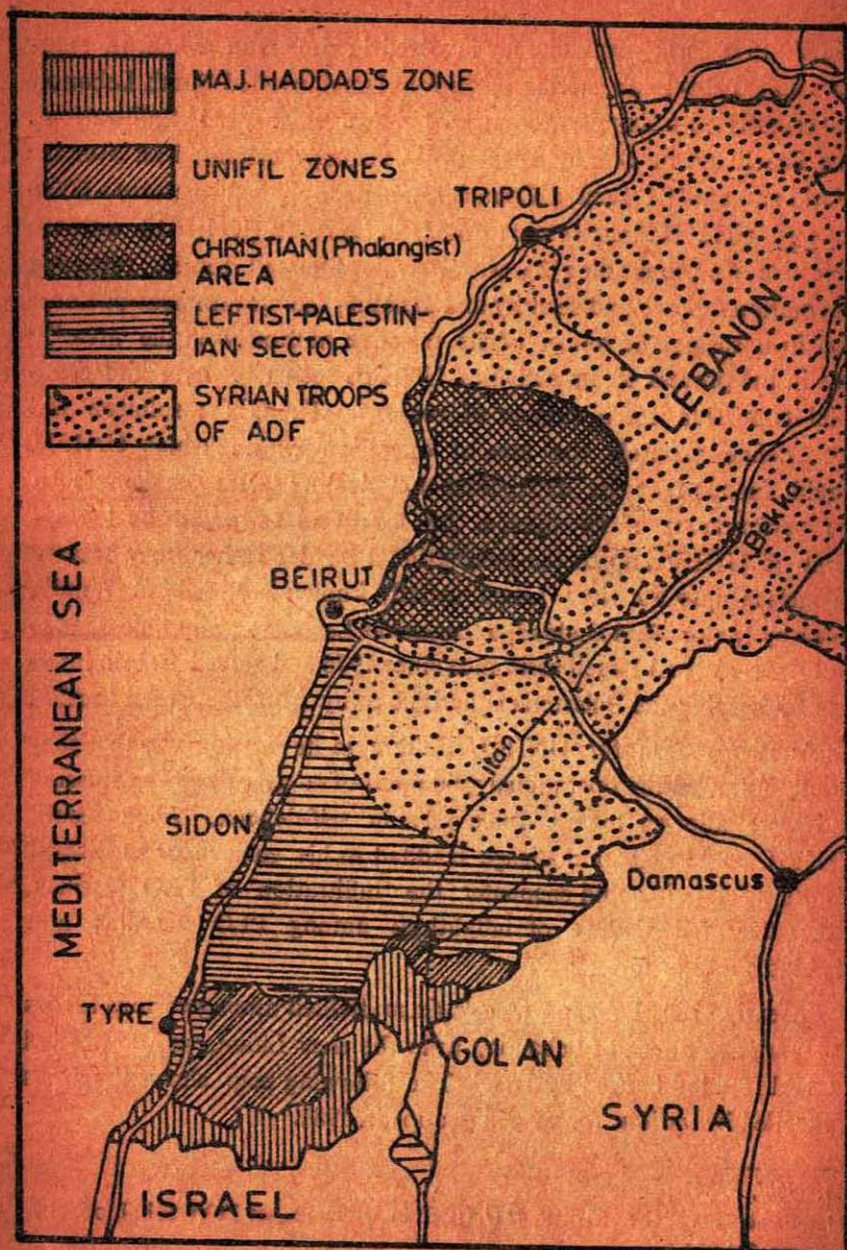 MAJ. HADDAD'S ZONE
UNIFIL ZONES
CHRISTIAN (Phalangist)
AREA
LEFTIST-PALESTIN-
IAN SECTOR
SYRIAN TROOPS
OF ADF
TRIPOLI
LEBANON
Bekka
BEIRUT
MEDITERRANEAN SEA
Litani
SIDON
Damascus
TYRE
GOLAN
SYRIA
ISRAEL